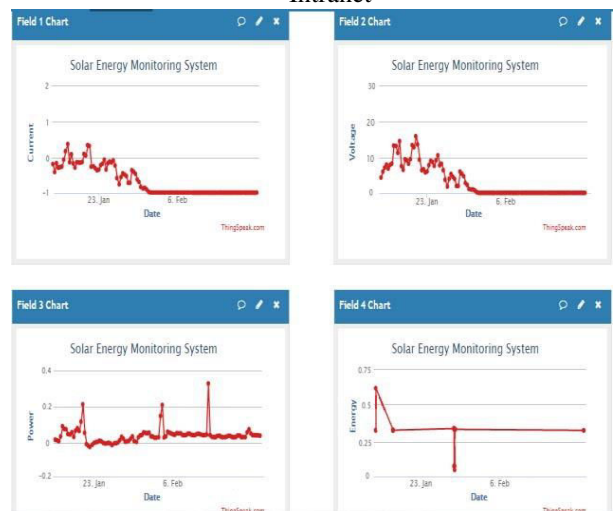 Intranet
Field 1 Chart
Solar Energy Monitoring System
2
1
0
-1
Current
23. Jan 6. Feb
Date
ThingSpeak.com
Field 2 Chart
Solar Energy Monitoring System
30
20
10
0
Voltage
23. Jan 6. Feb
Date
ThingSpeak.com
Field 3 Chart
Solar Energy Monitoring System
0.4
0.2
0
-0.2
Power
23. Jan 6. Feb
Date
ThingSpeak.com
Field 4 Chart
Solar Energy Monitoring System
0.75
0.5
0.25
0
Energy
23. Jan 6. Feb
Date
ThingSpeak.com